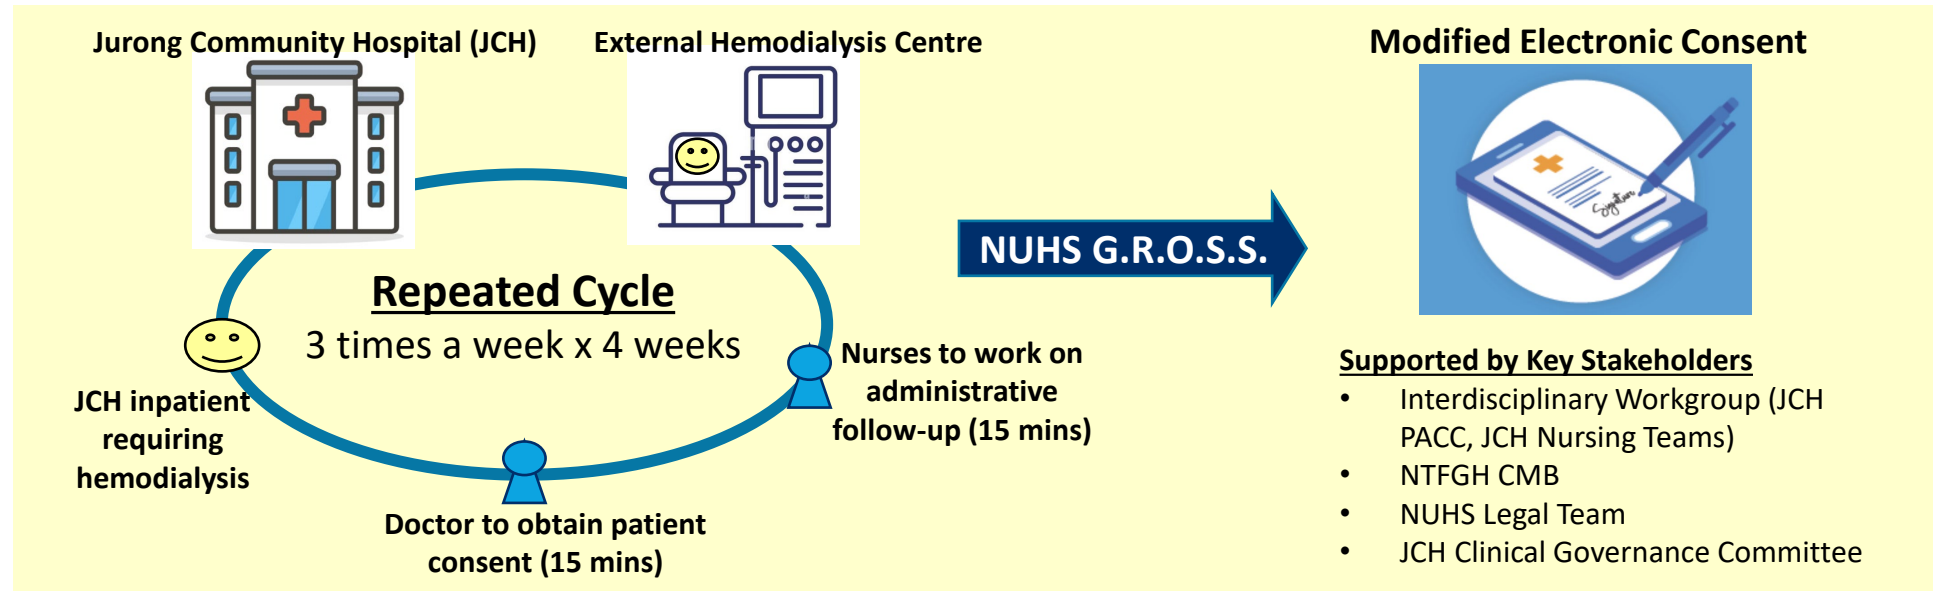 Jurong Community Hospital (JCH)
External Hemodialysis Centre
Repeated Cycle
3 times a week x 4 weeks
JCH inpatient
requiring
hemodialysis
Doctor to obtain patient
consent (15 mins)
Nurses to work on
administrative
follow-up (15 mins)
NUHS G.R.O.S.S.
Modified Electronic Consent
Signature
Supported by Key Stakeholders
• Interdisciplinary Workgroup (JCH
PACC, JCH Nursing Teams)
• NTFGH CMB
• NUHS Legal Team
• JCH Clinical Governance Committee